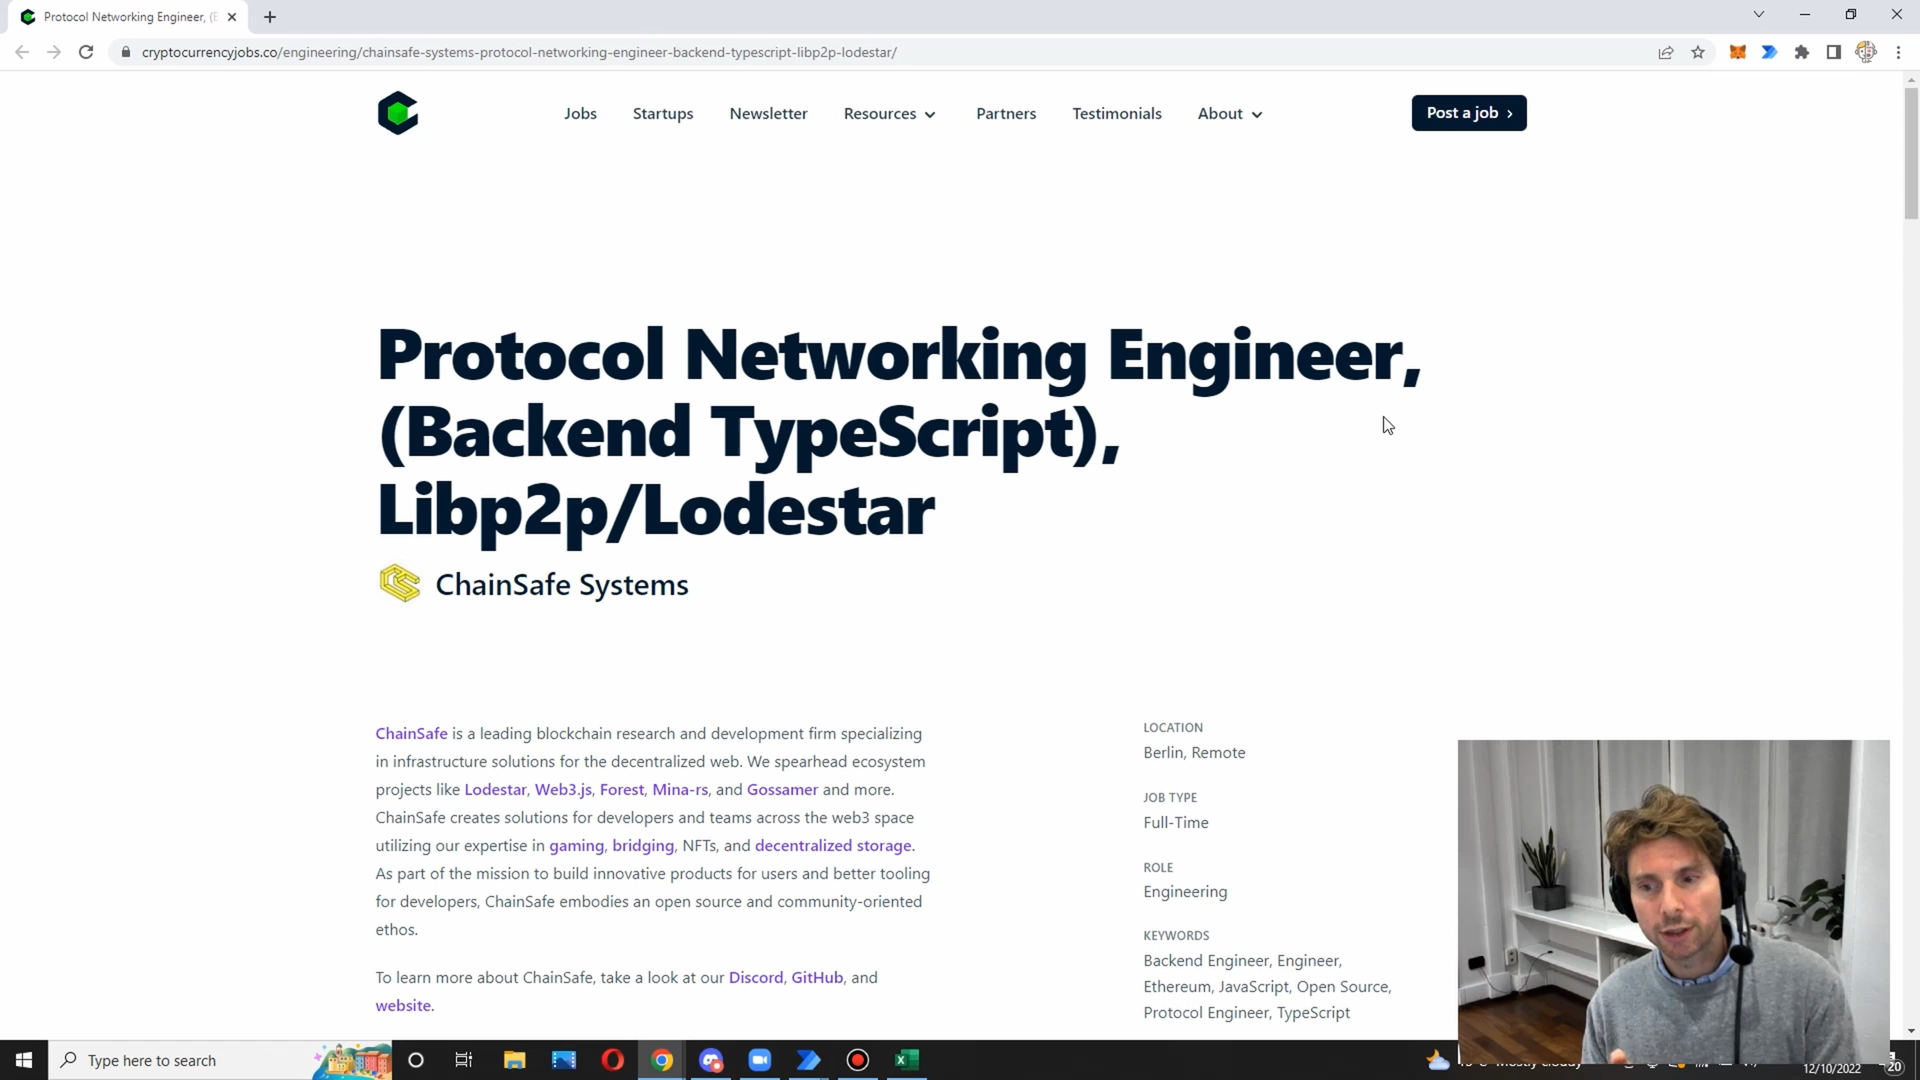 Protocol Networking Engineer, (B
cryptocurrencyjobs.co/engineering/chainsafe-systems-protocol-networking-engineer-backend-typescript-libp2p-lodestar/
Jobs
Startups
Newsletter
Resources
Partners
Testimonials
About
Post a job
Protocol Networking Engineer,
(Backend TypeScript),
Libp2p/Lodestar
ChainSafe Systems
ChainSafe is a leading blockchain research and development firm specializing
in infrastructure solutions for the decentralized web. We spearhead ecosystem
projects like Lodestar, Web3.js, Forest, Mina-rs, and Gossamer and more.
ChainSafe creates solutions for developers and teams across the web3 space
utilizing our expertise in gaming, bridging, NFTs, and decentralized storage.
As part of the mission to build innovative products for users and better tooling
for developers, ChainSafe embodies an open source and community-oriented
ethos.
To learn more about ChainSafe, take a look at our Discord, GitHub, and
website.
LOCATION
Berlin, Remote
JOB TYPE
Full-Time
ROLE
Engineering
KEYWORDS
Backend Engineer, Engineer,
Ethereum, JavaScript, Open Source,
Protocol Engineer, TypeScript
Type here to search
Mostly cloudy
12/10/2022
20